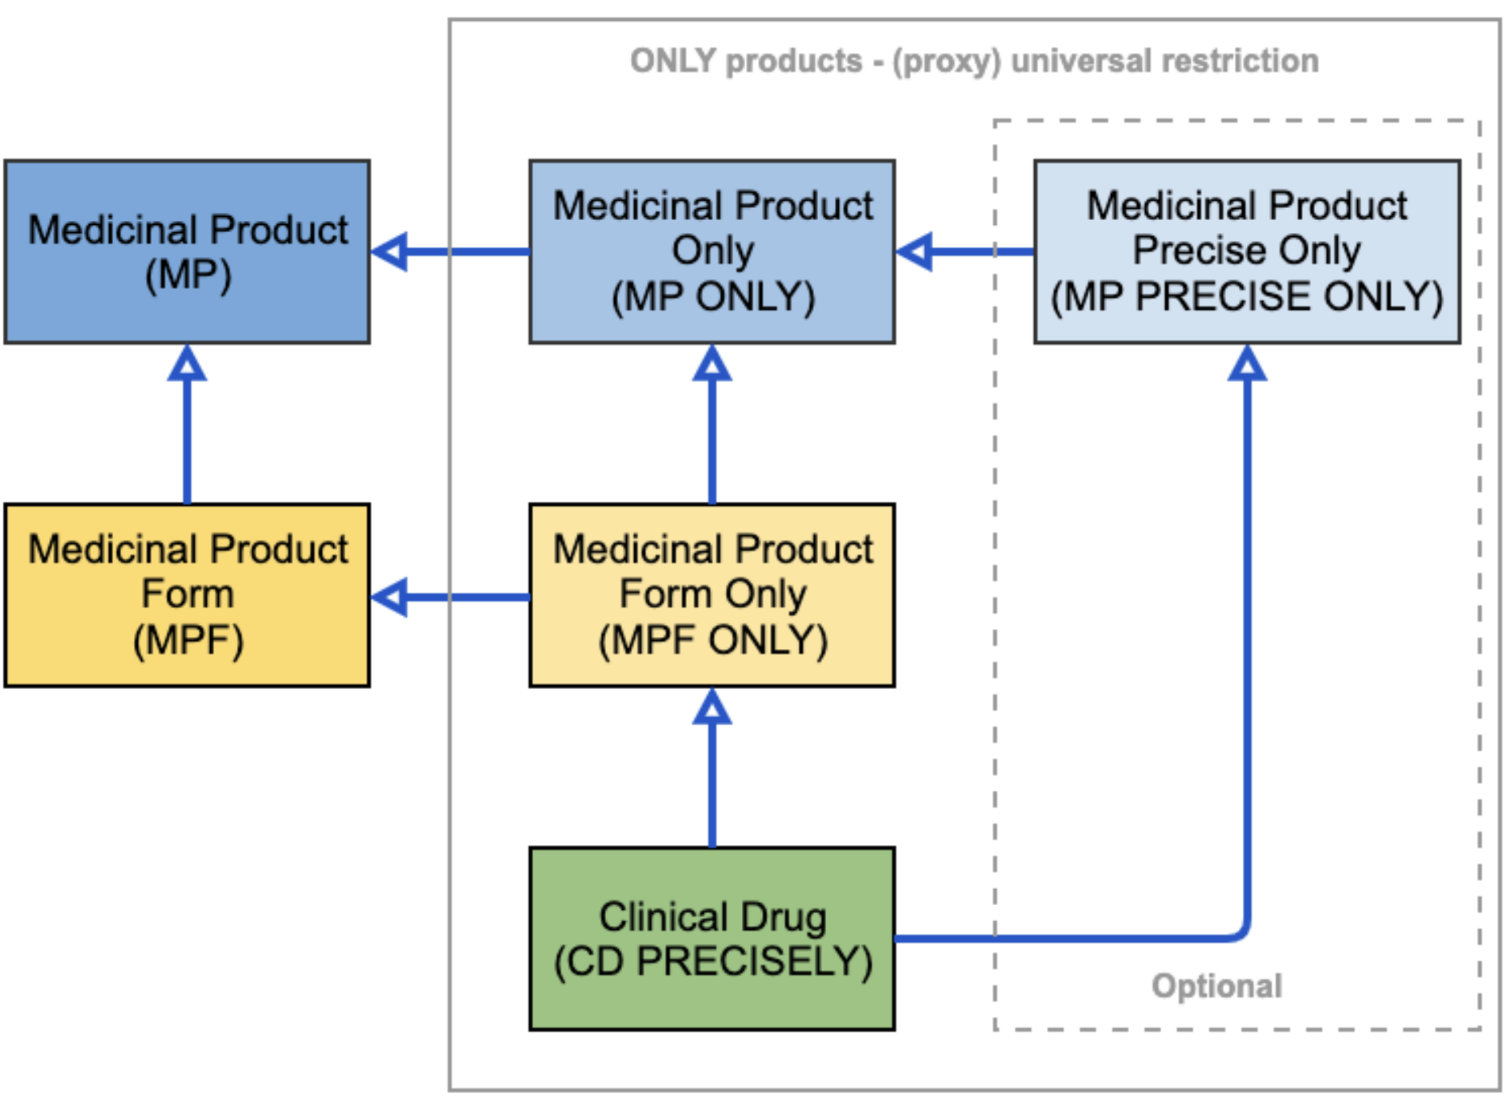 ONLY products - (proxy) universal restriction
Medicinal Product
(MP)
Medicinal Product
Only
(MP ONLY)
Medicinal Product
Precise Only
(MP PRECISE ONLY)
Medicinal Product
Form
(MPF)
Medicinal Product
Form Only
(MPF ONLY)
Clinical Drug
(CD PRECISELY)
Optional